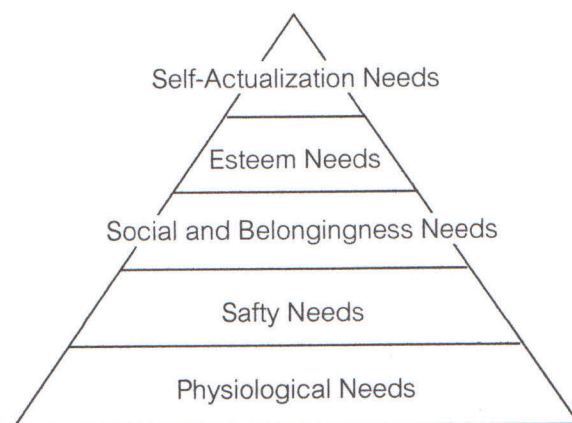 Self-Actualization Needs
Esteem Needs
Social and Belongingness Needs
Safty Needs
Physiological Needs